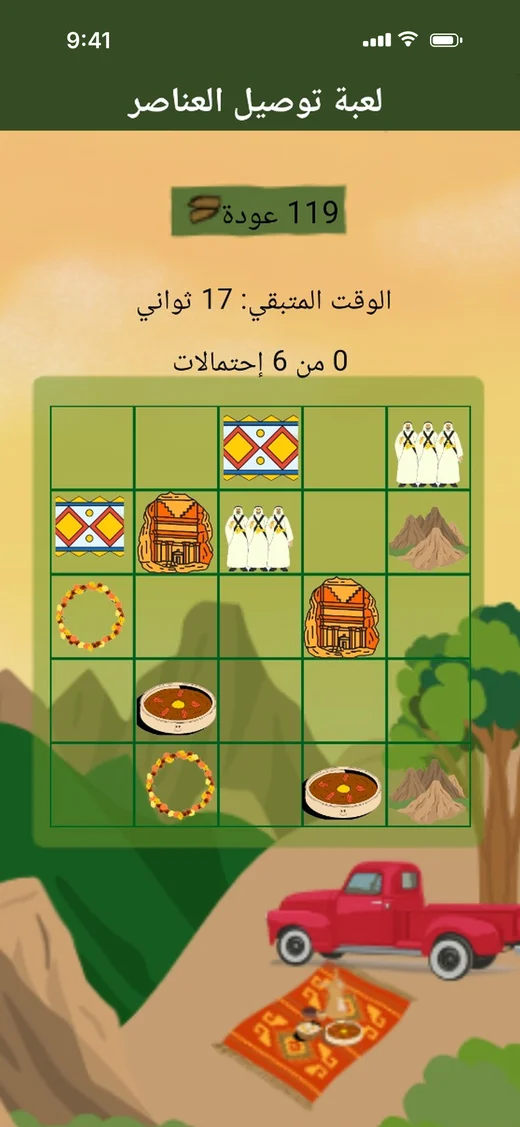 9:41
لعبة توصيل العناصر
119 عودة
الوقت المتبقي: 17 ثواني
0 من 6 إحتمالات